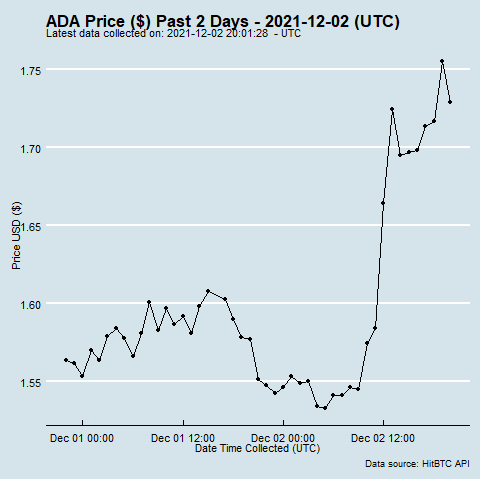 ADA Price ($) Past 2 Days - 2021-12-02 (UTC)
Latest data collected on: 2021-12-02 20:01:28 - UTC
1.75
1.70
1.65
1.60
1.55
Price USD ($)
Dec 01 00:00 Dec 01 12:00 Dec 02 00:00 Dec 02 12:00
Date Time Collected (UTC)
Data source: HitBTC API